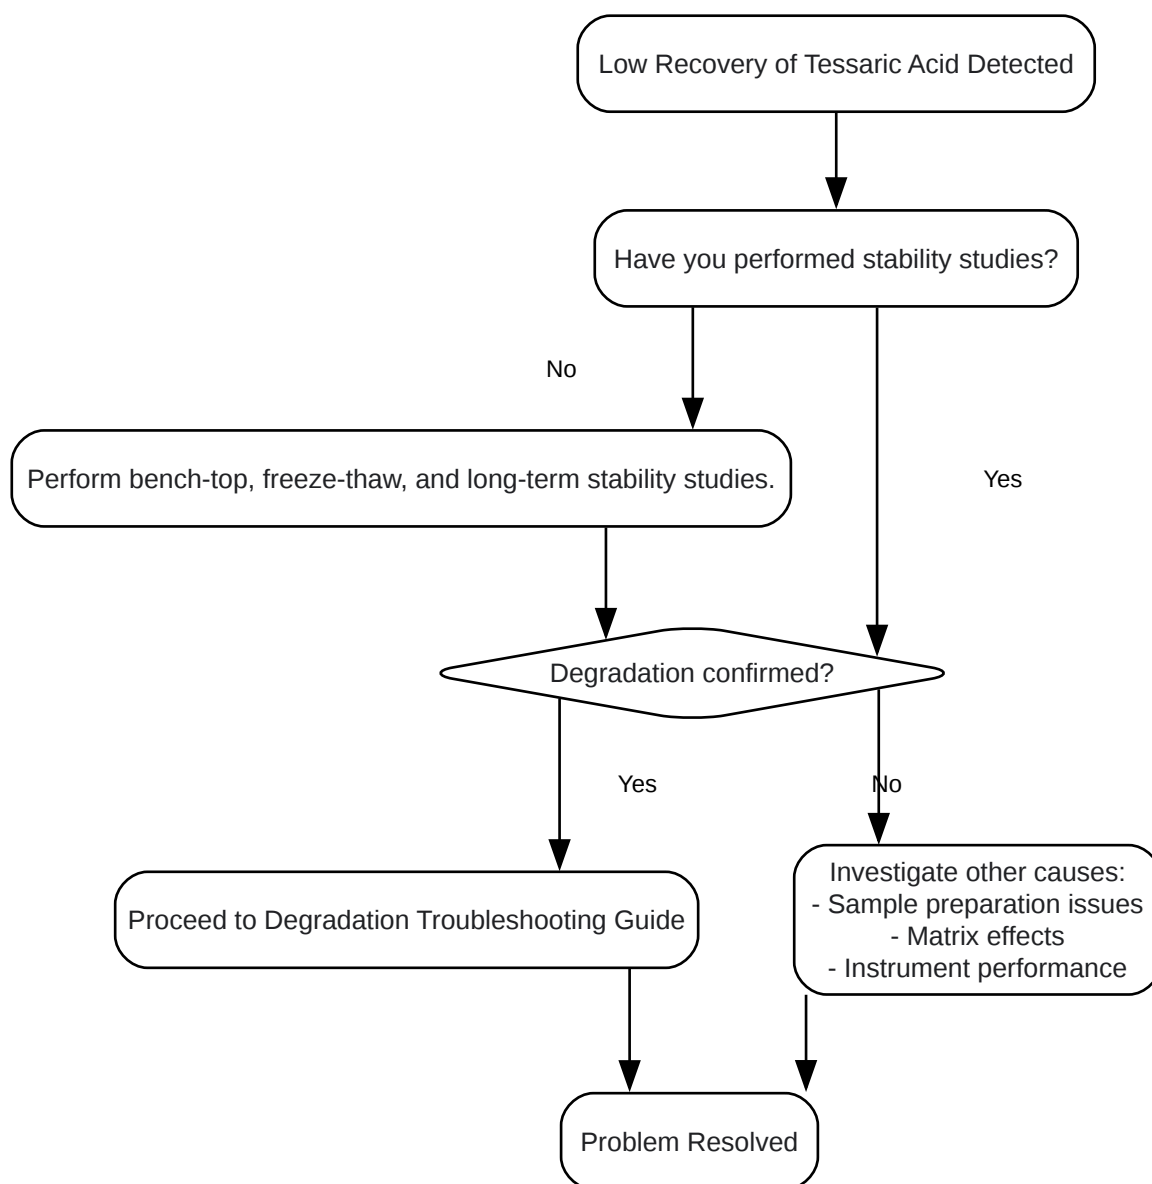 Low Recovery of Tessaric Acid Detected
Have you performed stability studies?
No
Perform bench-top, freeze-thaw, and long-term stability studies.
Yes
Degradation confirmed?
Yes
No
Investigate other causes:
- Sample preparation issues
- Matrix effects
- Instrument performance
Proceed to Degradation Troubleshooting Guide
Problem Resolved